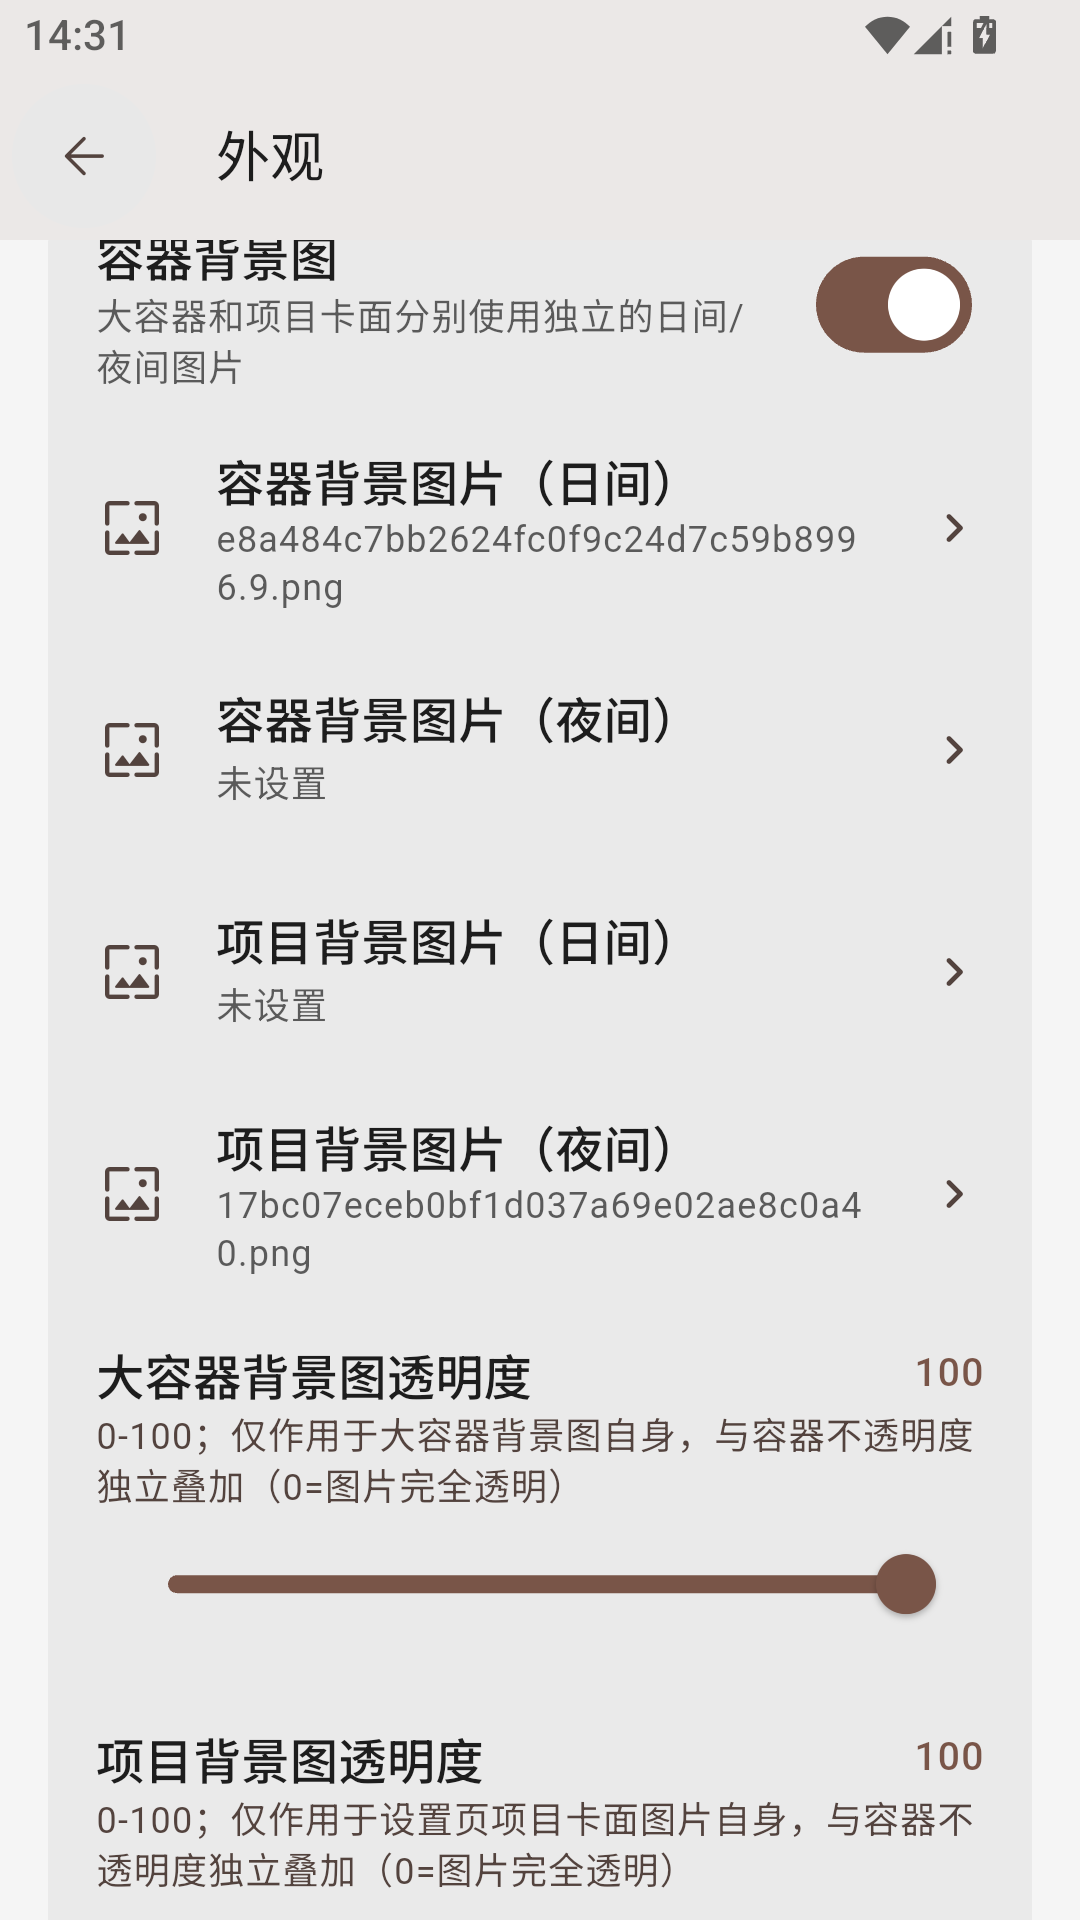 14:31
外观
容器背景图
大容器和项目卡面分别使用独立的日间/
夜间图片
容器背景图片（日间）
e8a484c7bb2624fc0f9c24d7c59b899
6.9.png
容器背景图片（夜间）
未设置
项目背景图片（日间）
未设置
项目背景图片（夜间）
17bc07eceb0bf1d037a69e02ae8c0a4
0.png
大容器背景图透明度
100
0-100；仅作用于大容器背景图自身，与容器不透明度
独立叠加（0=图片完全透明）
项目背景图透明度
100
0-100；仅作用于设置页项目卡面图片自身，与容器不
透明度独立叠加（0=图片完全透明）